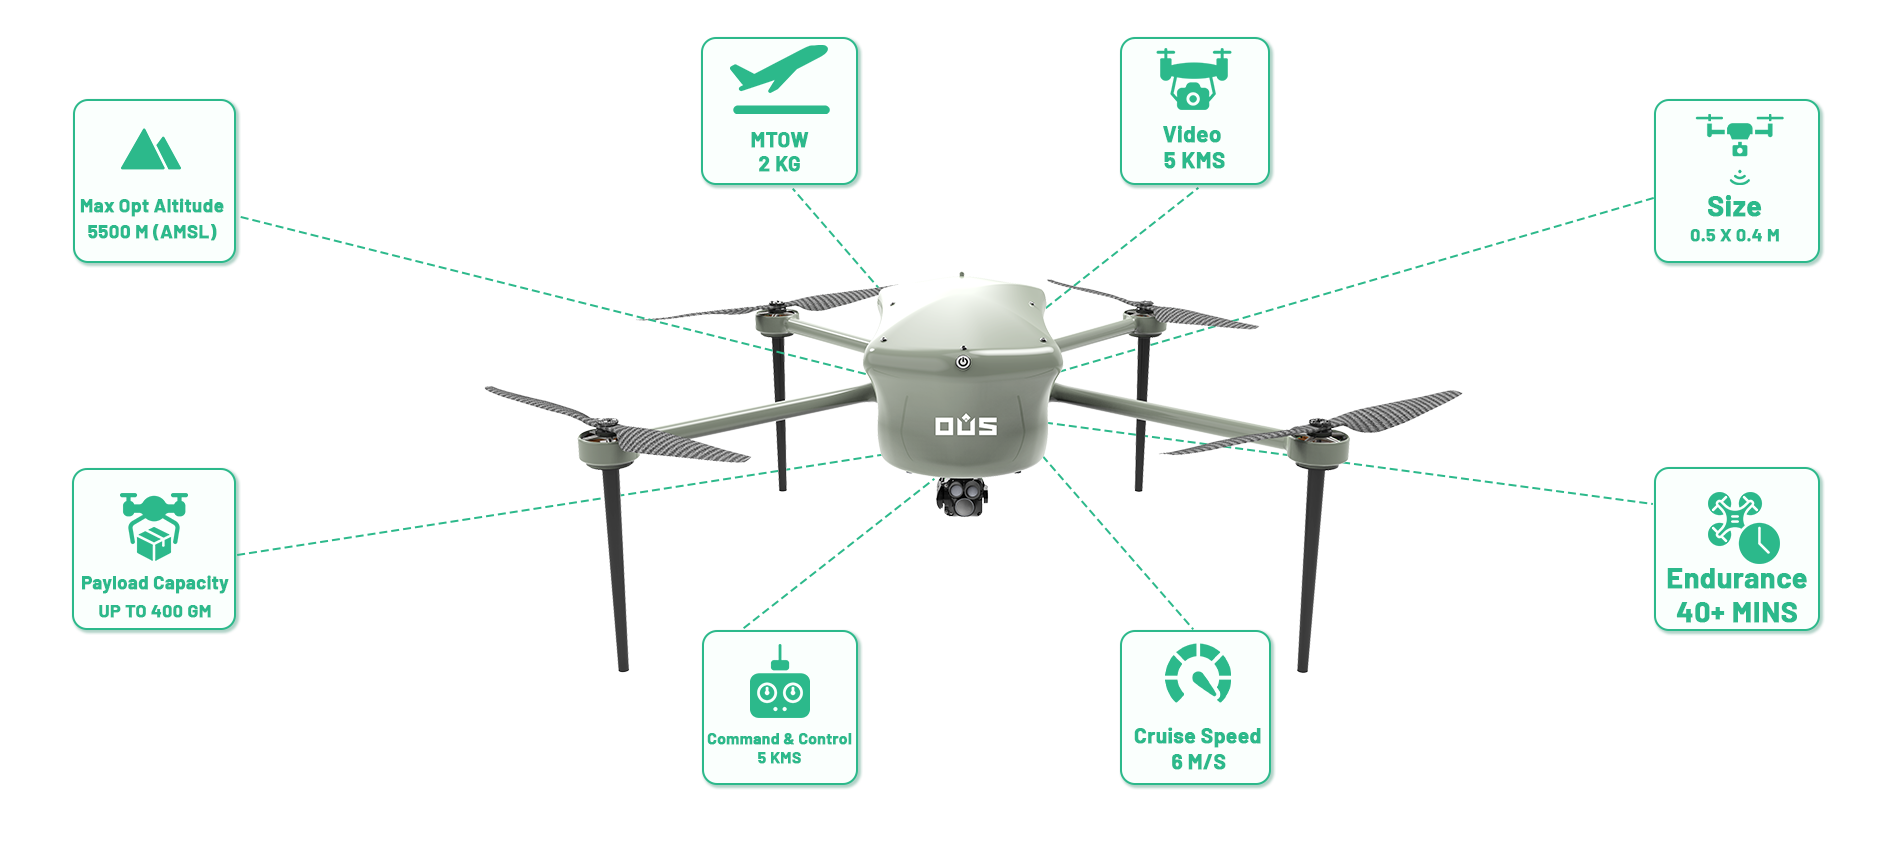 MTOW
2 KG
Video
5 KMS
Max Opt Altitude
5500 M (AMSL)
Size
0.5 X 0.4 M
OUS
Payload Capacity
UP TO 400 GM
Endurance
40+ MINS
Command & Control
5 KMS
Cruise Speed
6 M/S